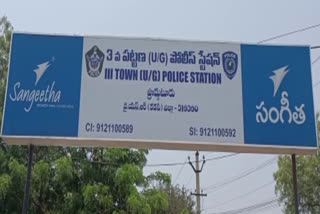 3 వ పట్టణ (U/G) పోలీస్ స్టేషన్
III TOWN (U/G) POLICE STATION
ప్రొద్దుటూరు
CI: 9121100589
SI: 9121100592
Sangeetha
సంగీత